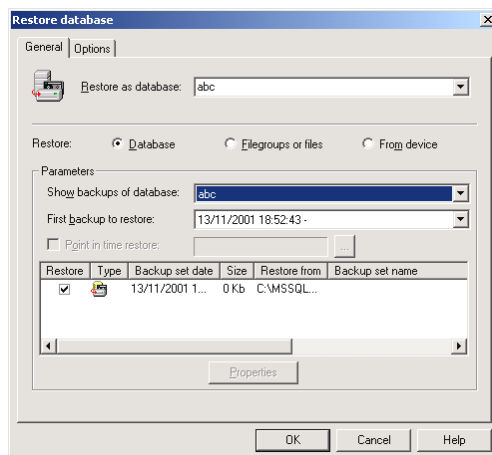 Restore database
General Options
Restore as database: abc
Restore: Database Filegroups or files From device
Parameters
Show backups of database: abc
First backup to restore: 13/11/2001 18:52:43 -
Point in time restore: ...
Restore Type Backup set date Size Restore from Backup set name
13/11/2001 1... 0 Kb C:\MSSQL...
Properties
OK Cancel Help